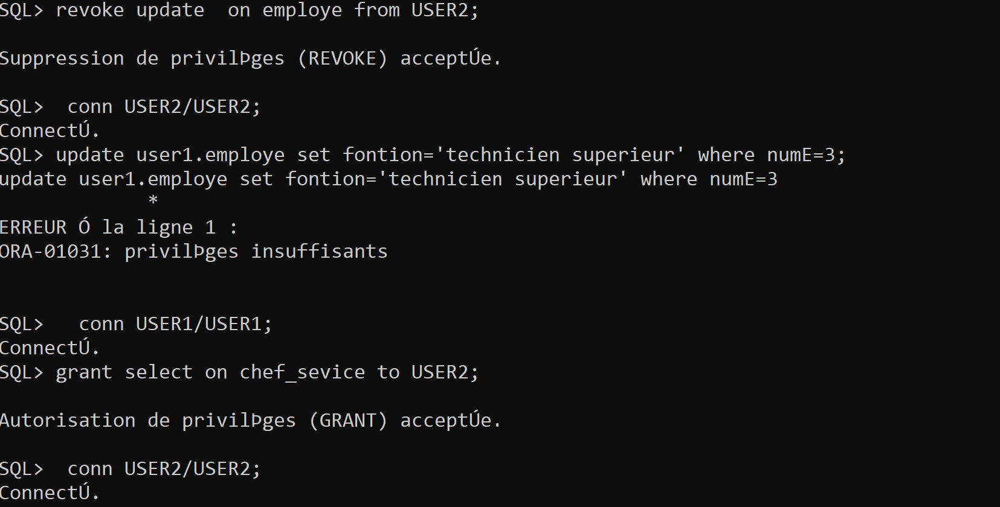 SQL> revoke update  on employe from USER2;
Suppression de privilÞges (REVOKE) acceptÚe.
SQL>  conn USER2/USER2;
ConnectÚ.
SQL> update user1.employe set fontion='technicien superieur' where numE=3;
update user1.employe set fontion='technicien superieur' where numE=3
*
ERREUR Ó la ligne 1 :
ORA-01031: privilÞges insuffisants
SQL>   conn USER1/USER1;
ConnectÚ.
SQL> grant select on chef_sevice to USER2;
Autorisation de privilÞges (GRANT) acceptÚe.
SQL>  conn USER2/USER2;
ConnectÚ.